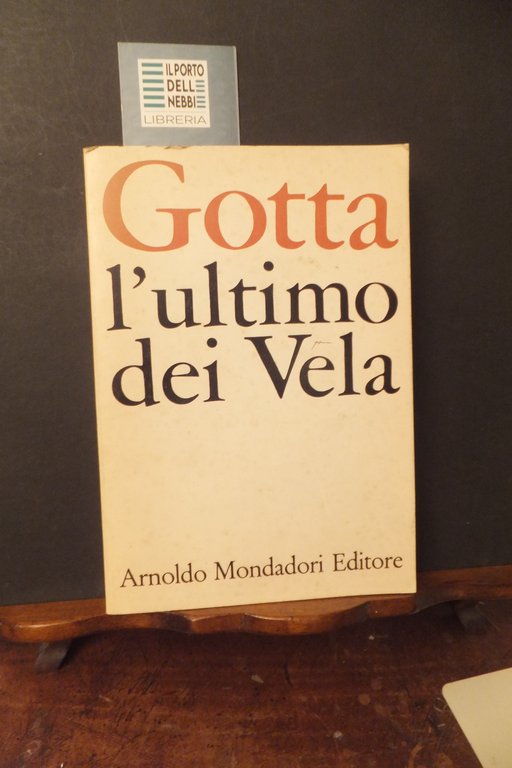 IL PORTO
DELL
NEBBI
LIBRERIA
Gotta
l'ultimo
dei Vela
Arnoldo Mondadori Editore